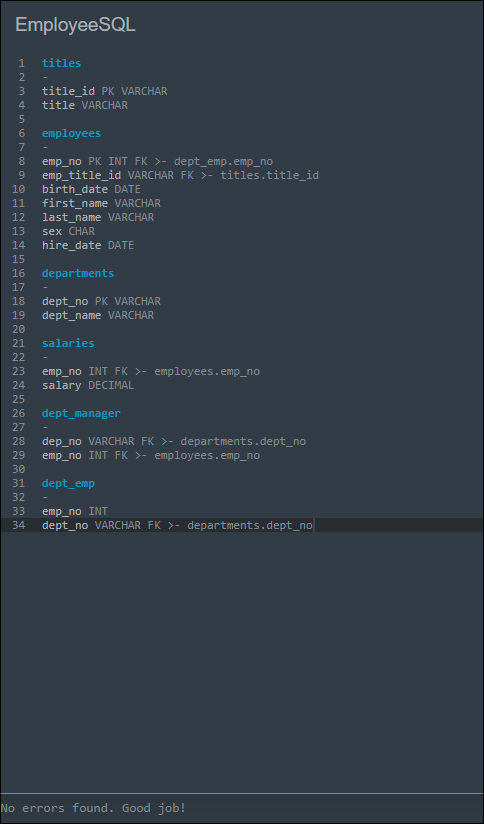 EmployeeSQL
1 titles
2 -
3 title_id PK VARCHAR
4 title VARCHAR
5
6 employees
7 -
8 emp_no PK INT FK >- dept_emp.emp_no
9 emp_title_id VARCHAR FK >- titles.title_id
10 birth_date DATE
11 first_name VARCHAR
12 last_name VARCHAR
13 sex CHAR
14 hire_date DATE
15
16 departments
17 -
18 dept_no PK VARCHAR
19 dept_name VARCHAR
20
21 salaries
22 -
23 emp_no INT FK >- employees.emp_no
24 salary DECIMAL
25
26 dept_manager
27 -
28 dep_no VARCHAR FK >- departments.dept_no
29 emp_no INT FK >- employees.emp_no
30
31 dept_emp
32 -
33 emp_no INT
34 dept_no VARCHAR FK >- departments.dept_no
No errors found. Good job!